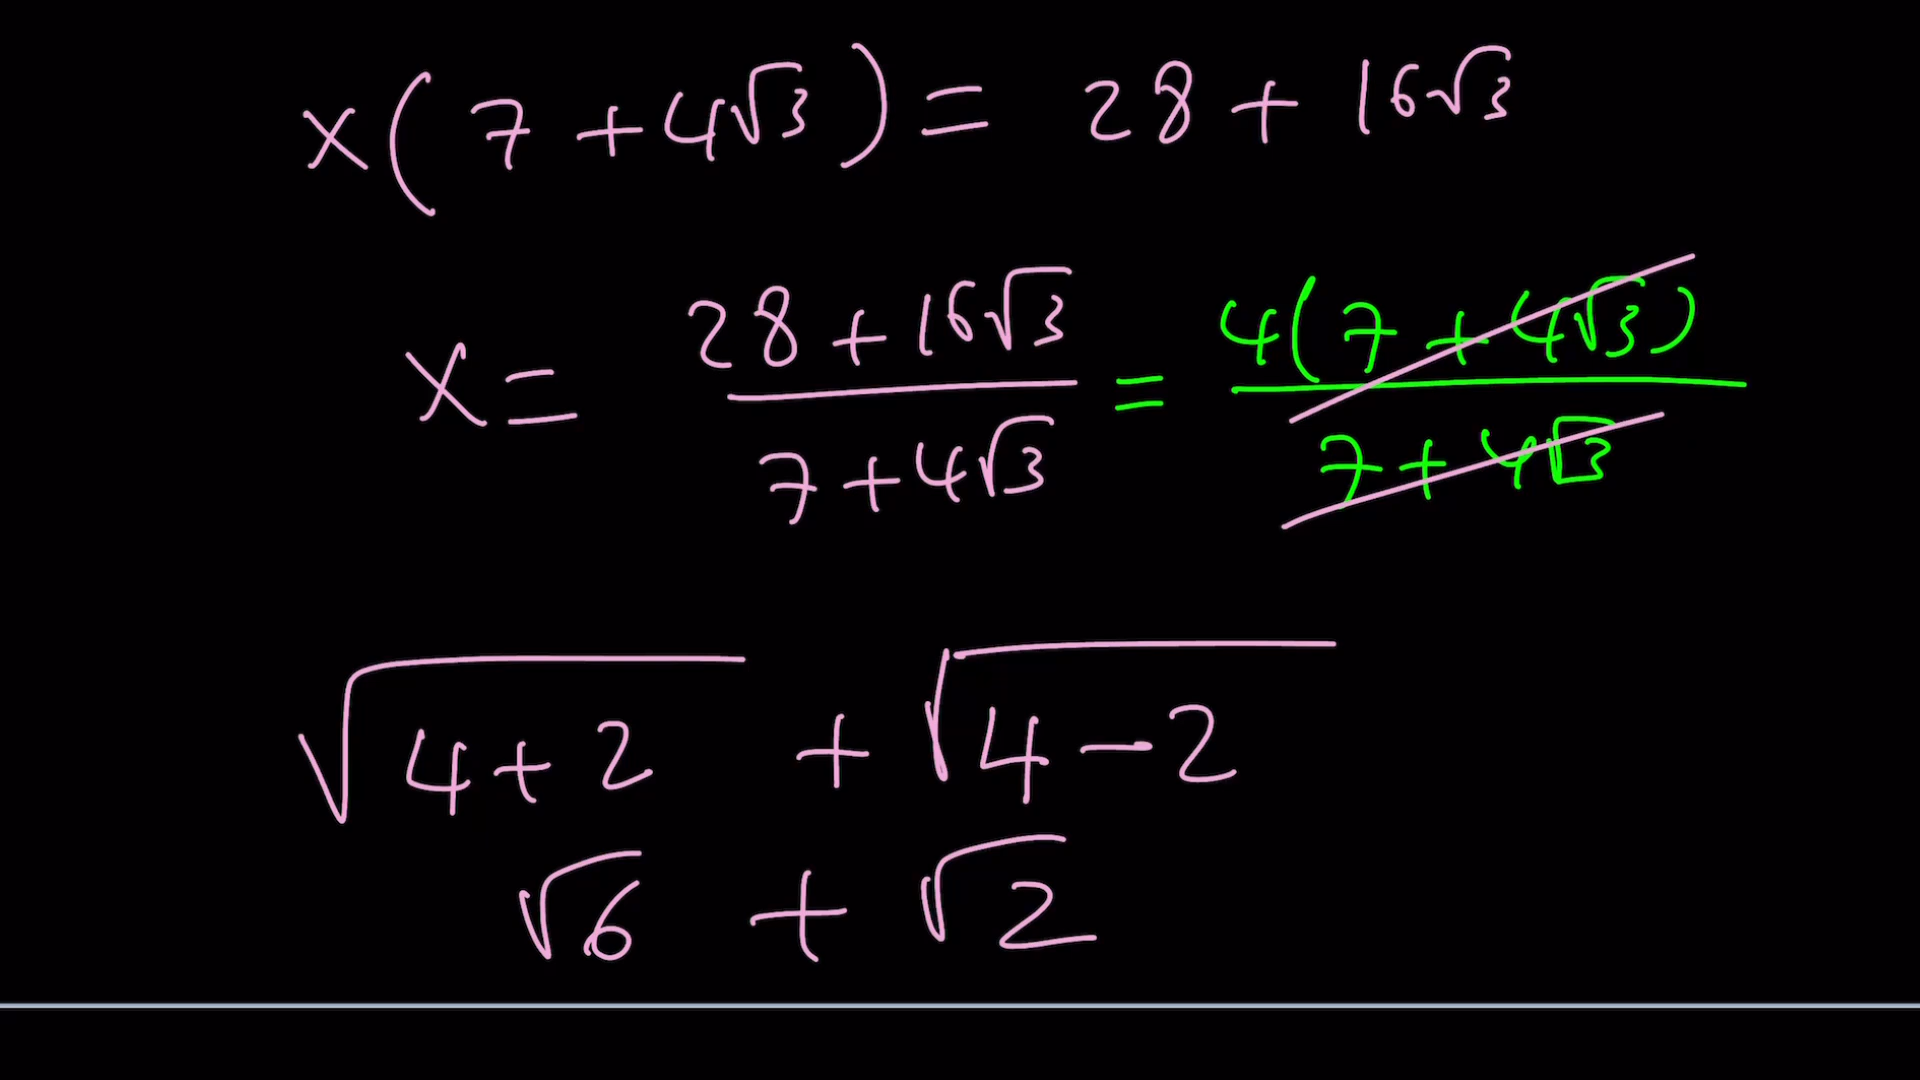 x(7+4√3)=28+16√3
x= (28+16√3)/(7+4√3) = 4(7+4√3)/(7+4√3)
√(4+2) + √(4-2)
√6 + √2